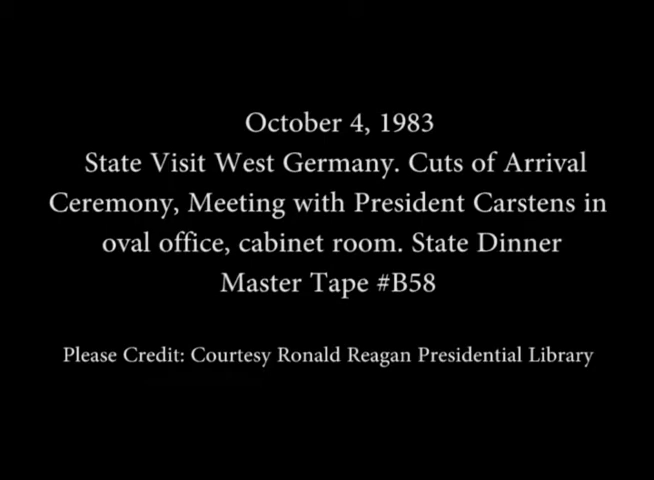 October 4, 1983
State Visit West Germany. Cuts of Arrival
Ceremony, Meeting with President Carstens in
oval office, cabinet room. State Dinner
Master Tape #B58
Please Credit: Courtesy Ronald Reagan Presidential Library